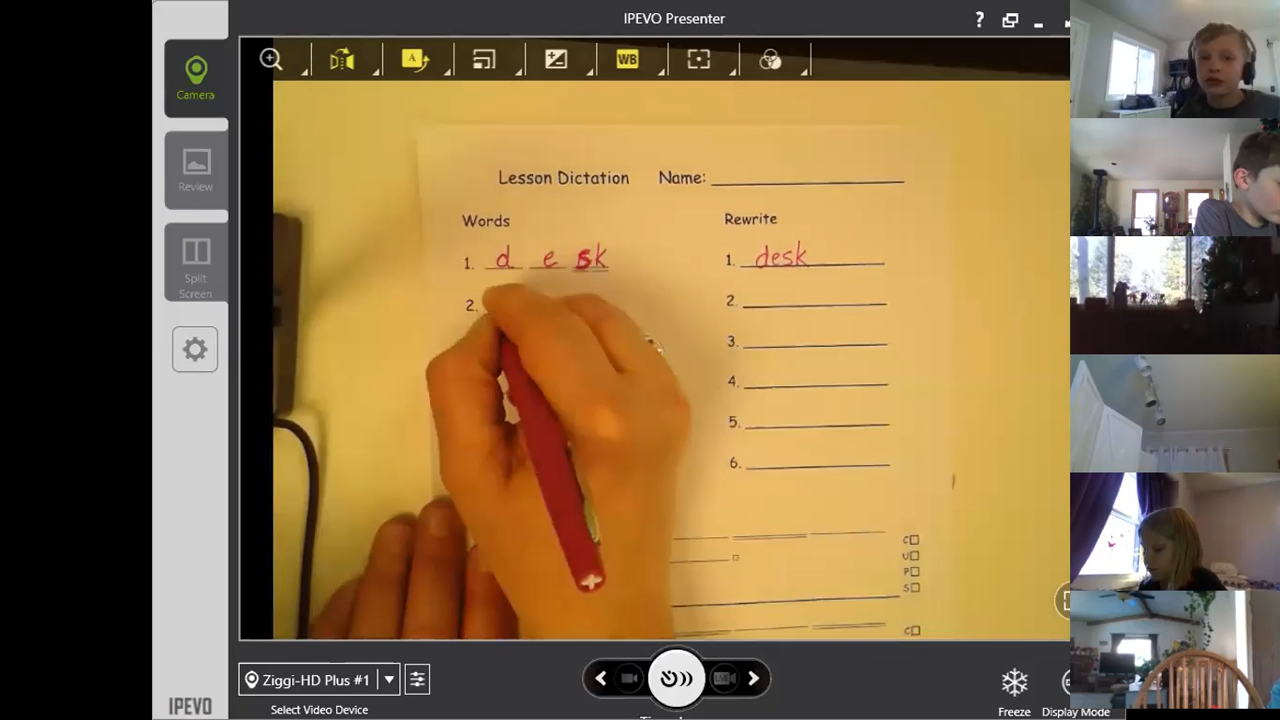 IPEVO Presenter
?
Camera
A
WB
Review
Split
Screen
Lesson Dictation Name:
Words Rewrite
1. d e sk 1. desk
2. 2.
3.
4.
5.
6.
C
U
P
S
C
Ziggi-HD Plus #1
IPEVO Select Video Device Freeze Display Mode